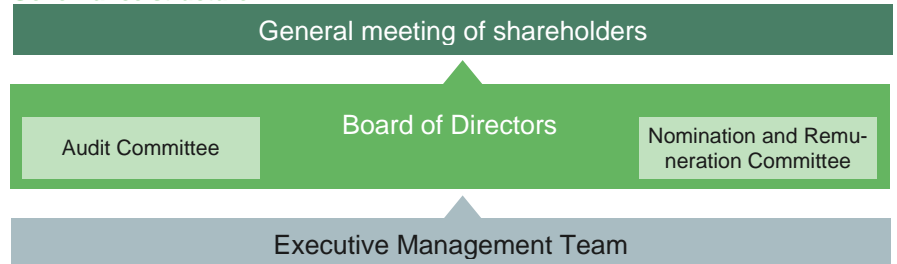 General meeting of shareholders
Board of Directors
Audit Committee
Nomination and Remu-
neration Committee
Executive Management Team